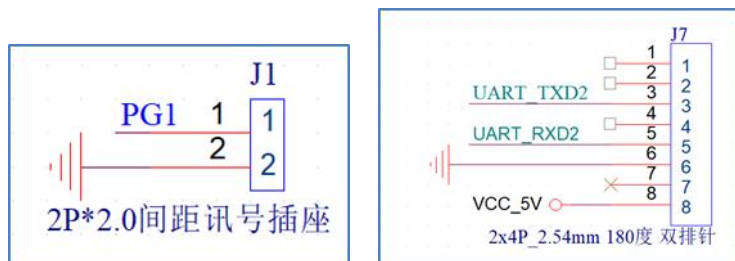 J1
PG1 1 1
2 2
2P*2.0间距讯号插座
J7
1 1
2 2
UART_TXD2 3 3
4 4
UART_RXD2 5 5
6 6
7 7
VCC_5V 8 8
2x4P_2.54mm 180度 双排针